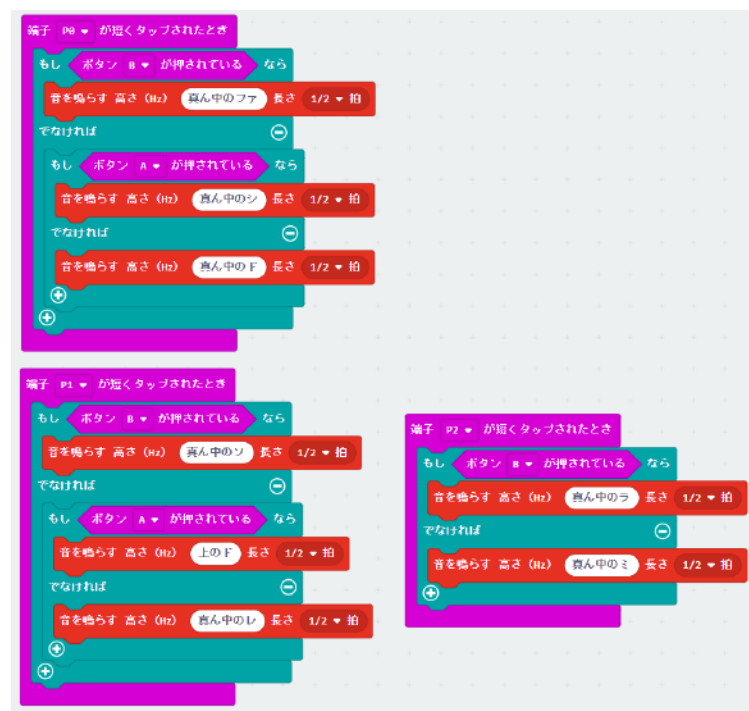 端子 P0 が短くタップされたとき
もし ボタン B が押されている なら
音を鳴らす 高さ (Hz) 真ん中のファ 長さ 1/2 拍
でなければ
もし ボタン A が押されている なら
音を鳴らす 高さ (Hz) 真ん中のシ 長さ 1/2 拍
でなければ
音を鳴らす 高さ (Hz) 真ん中のド 長さ 1/2 拍
端子 P1 が短くタップされたとき
もし ボタン B が押されている なら
音を鳴らす 高さ (Hz) 真ん中のソ 長さ 1/2 拍
でなければ
もし ボタン A が押されている なら
音を鳴らす 高さ (Hz) 上のド 長さ 1/2 拍
でなければ
音を鳴らす 高さ (Hz) 真ん中のレ 長さ 1/2 拍
端子 P2 が短くタップされたとき
もし ボタン B が押されている なら
音を鳴らす 高さ (Hz) 真ん中のラ 長さ 1/2 拍
でなければ
音を鳴らす 高さ (Hz) 真ん中のミ 長さ 1/2 拍